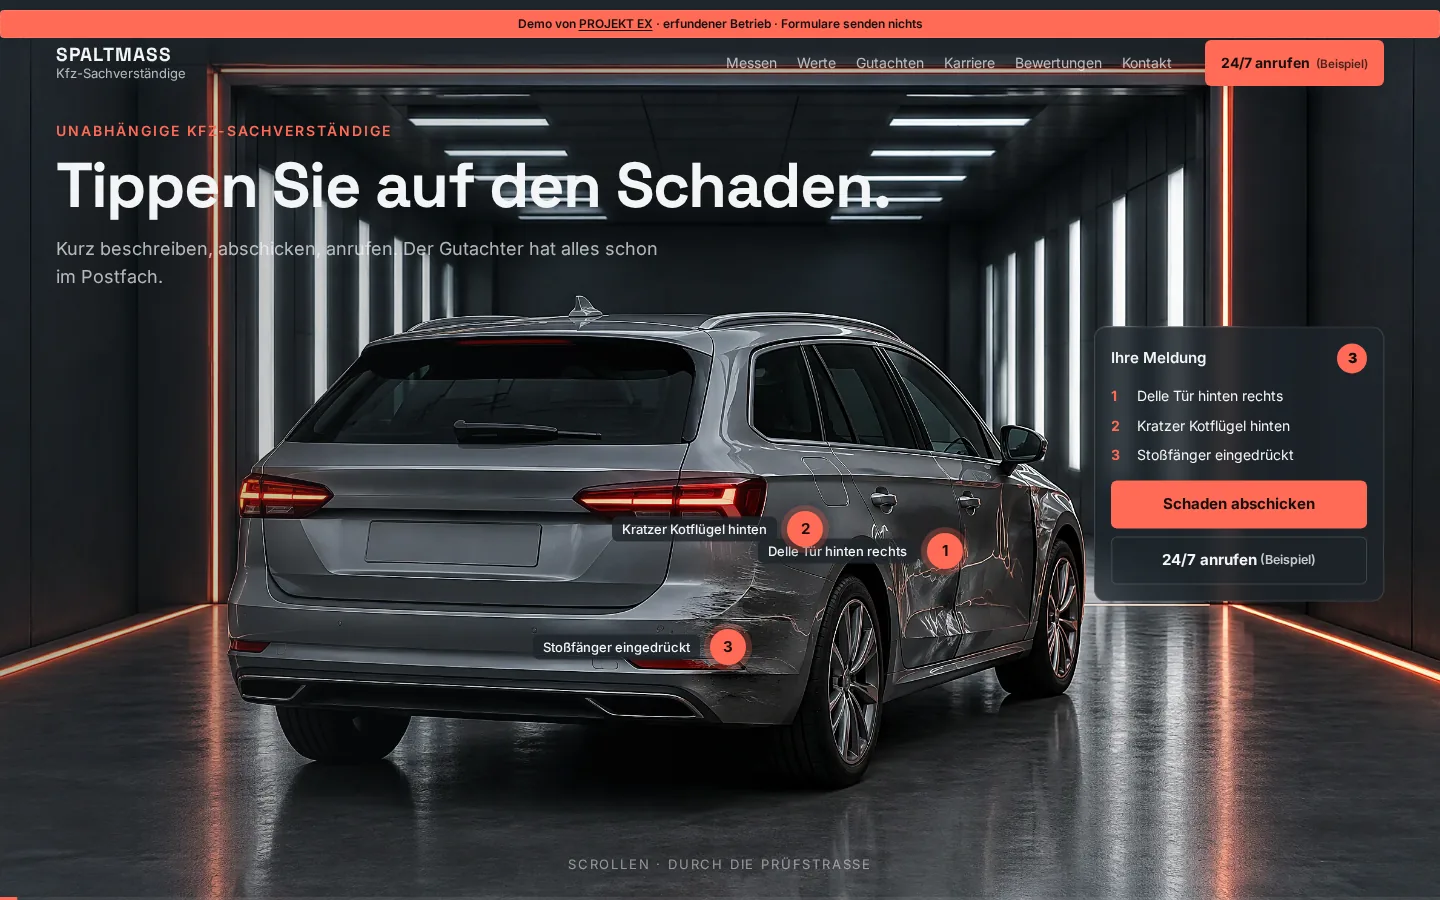 Demo von PROJEKT EX · erfundener Betrieb · Formulare senden nichts
SPALTMASS
Kfz-Sachverständige
Messen Werte Gutachten Karriere Bewertungen Kontakt
24/7 anrufen (Beispiel)
UNABHÄNGIGE KFZ-SACHVERSTÄNDIGE
Tippen Sie auf den Schaden.
Kurz beschreiben, abschicken, anrufen. Der Gutachter hat alles schon
im Postfach.
Ihre Meldung 3
1 Delle Tür hinten rechts
2 Kratzer Kotflügel hinten
3 Stoßfänger eingedrückt
Schaden abschicken
24/7 anrufen (Beispiel)
Kratzer Kotflügel hinten 2
Delle Tür hinten rechts 1
Stoßfänger eingedrückt 3
SCROLLEN · DURCH DIE PRÜFSTRASSE